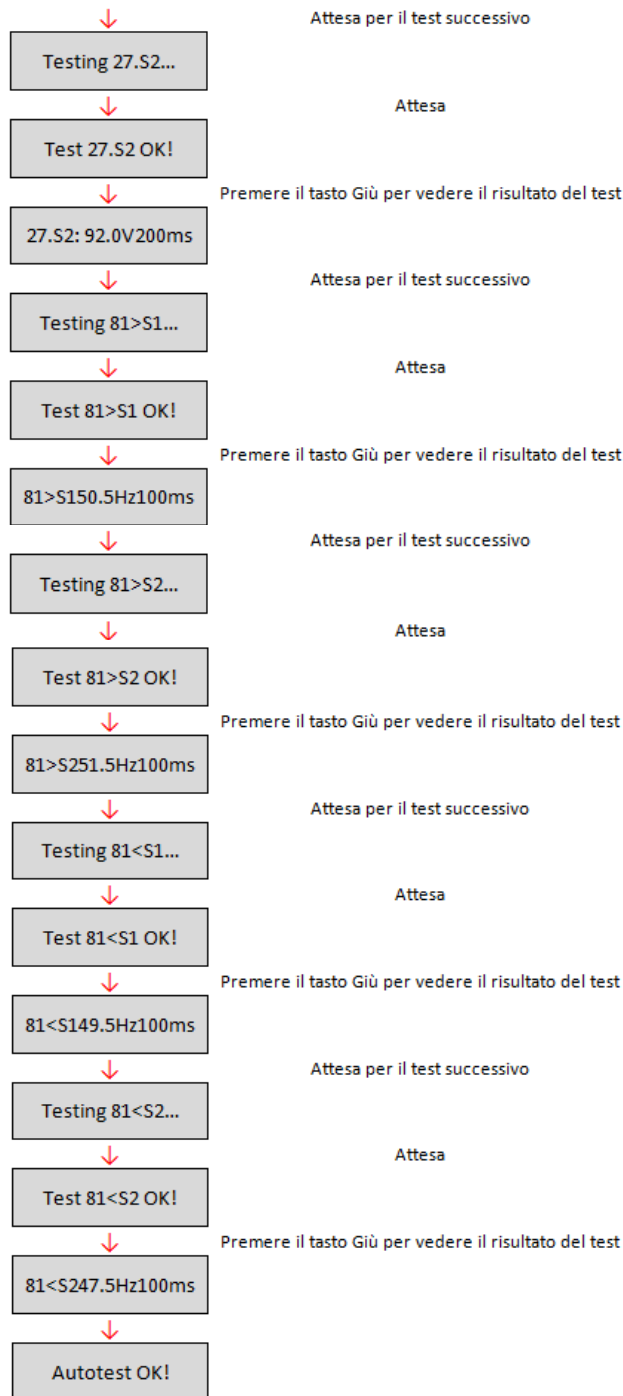 Attesa per il test successivo
Testing 27.S2...
Attesa
Test 27.S2 OK!
Premere il tasto Giù per vedere il risultato del test
27.S2: 92.0V200ms
Attesa per il test successivo
Testing 81>S1...
Attesa
Test 81>S1 OK!
Premere il tasto Giù per vedere il risultato del test
81>S150.5Hz100ms
Attesa per il test successivo
Testing 81>S2...
Attesa
Test 81>S2 OK!
Premere il tasto Giù per vedere il risultato del test
81>S251.5Hz100ms
Attesa per il test successivo
Testing 81<S1...
Attesa
Test 81<S1 OK!
Premere il tasto Giù per vedere il risultato del test
81<S149.5Hz100ms
Attesa per il test successivo
Testing 81<S2...
Attesa
Test 81<S2 OK!
Premere il tasto Giù per vedere il risultato del test
81<S247.5Hz100ms
Autotest OK!